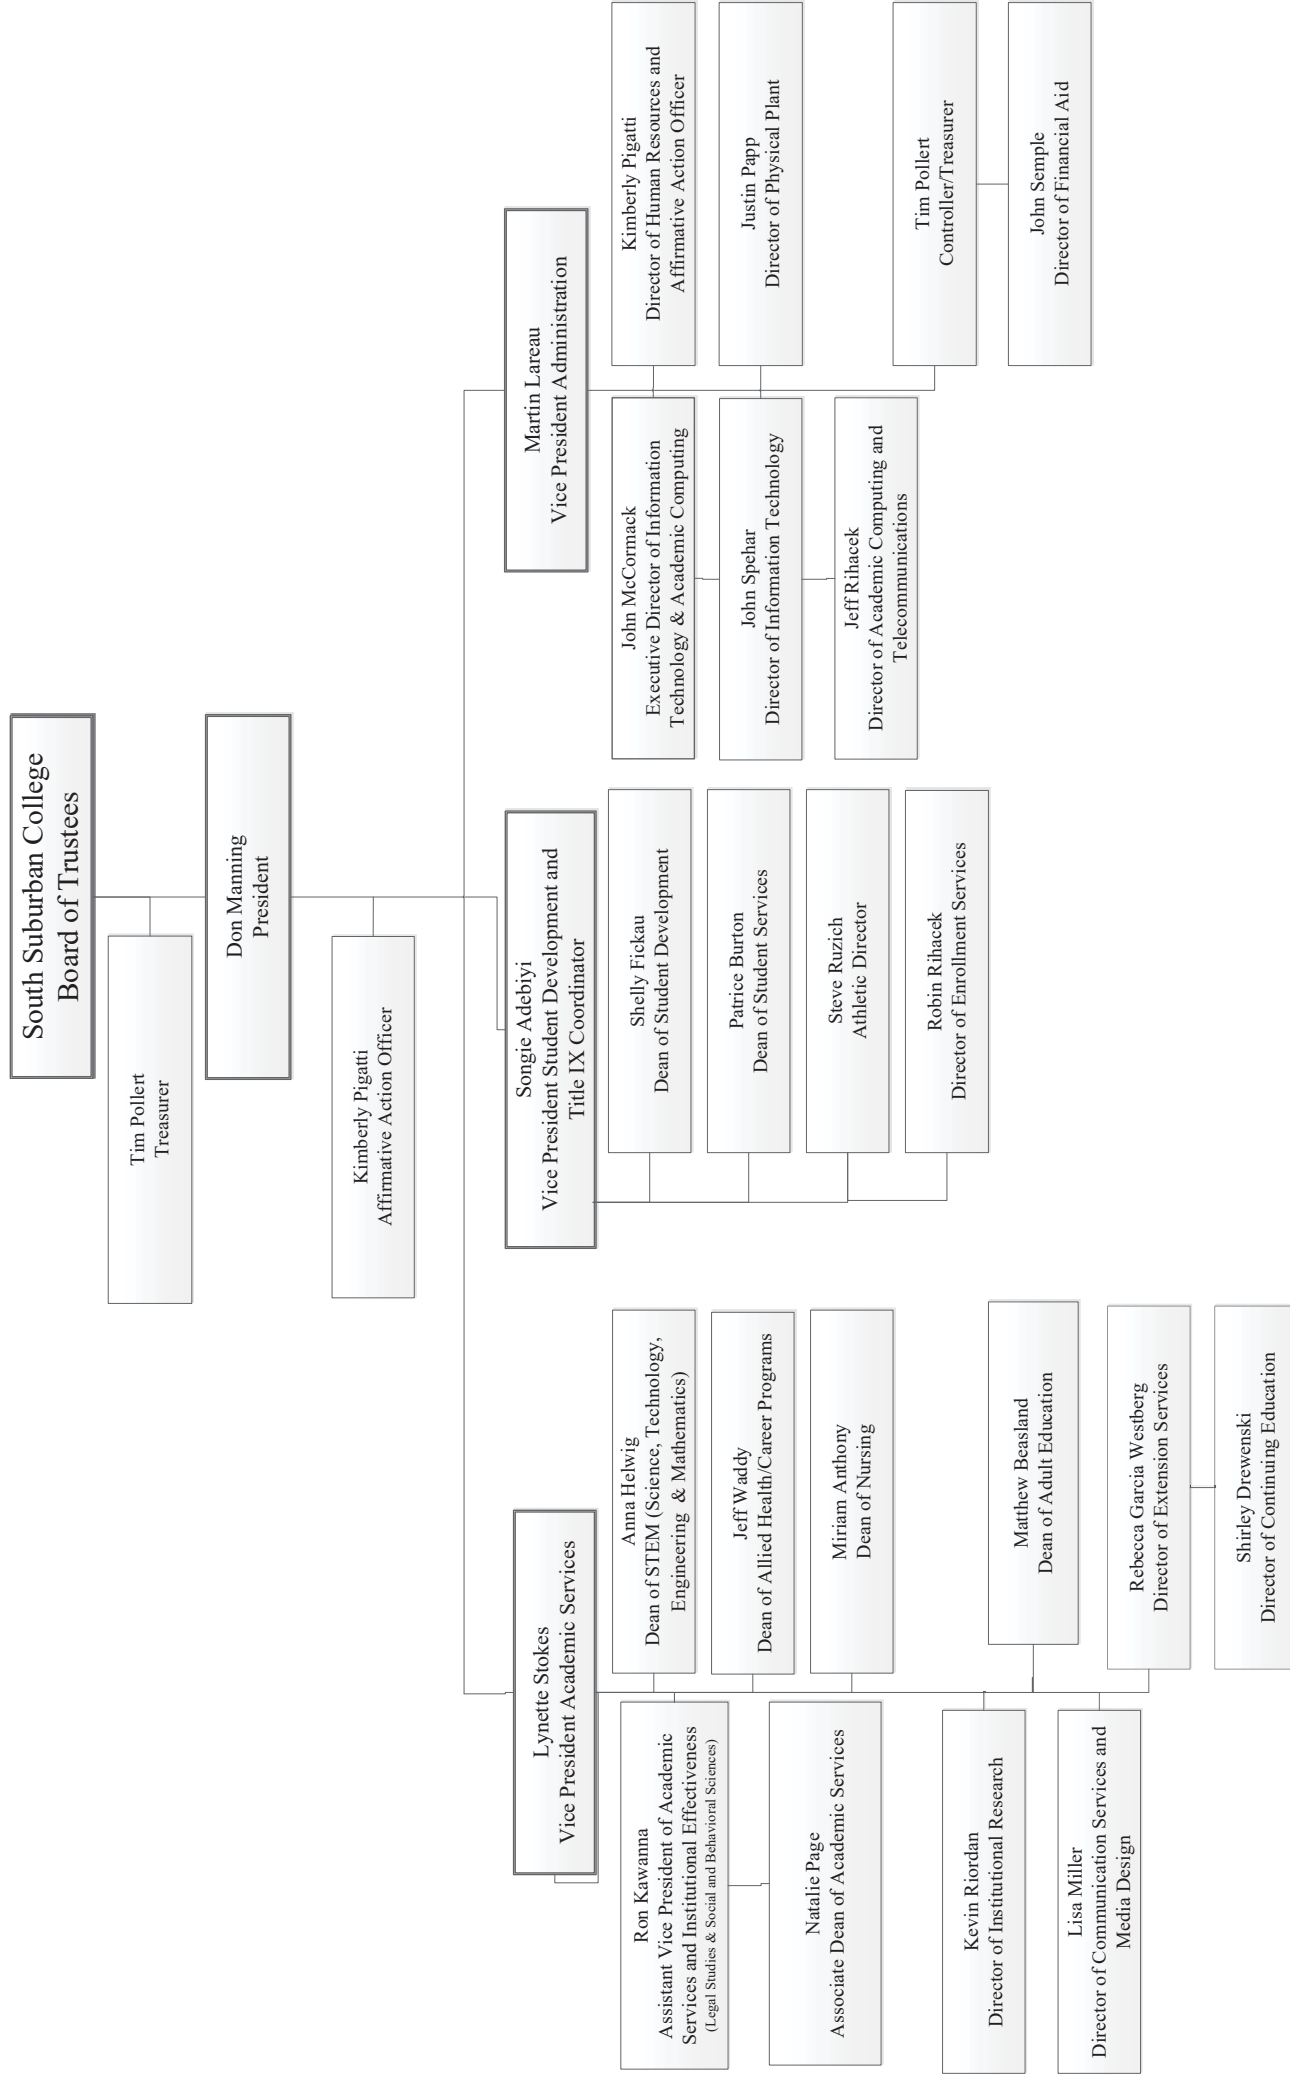 South Suburban College
Board of Trustees
Tim Pollert
Treasurer
Don Manning
President
Kimberly Pigatti
Affirmative Action Officer
Lynette Stokes
Vice President Academic Services
Ron Kawanna
Assistant Vice President of Academic
Services and Institutional Effectiveness
(Legal Studies & Social and Behavioral Sciences)
Natalie Page
Associate Dean of Academic Services
Kevin Riordan
Director of Institutional Research
Lisa Miller
Director of Communication Services and
Media Design
Anna Helwig
Dean of STEM (Science, Technology,
Engineering & Mathematics)
Jeff Waddy
Dean of Allied Health/Career Programs
Miriam Anthony
Dean of Nursing
Matthew Beasland
Dean of Adult Education
Rebecca Garcia Westberg
Director of Extension Services
Shirley Drewenski
Director of Continuing Education
Songie Adebiyi
Vice President Student Development and
Title IX Coordinator
Shelly Fickau
Dean of Student Development
Patrice Burton
Dean of Student Services
Steve Ruzich
Athletic Director
Robin Rihacek
Director of Enrollment Services
Martin Lareau
Vice President Administration
John McCormack
Executive Director of Information
Technology & Academic Computing
John Spehar
Director of Information Technology
Jeff Rihacek
Director of Academic Computing and
Telecommunications
Kimberly Pigatti
Director of Human Resources and
Affirmative Action Officer
Justin Papp
Director of Physical Plant
Tim Pollert
Controller/Treasurer
John Semple
Director of Financial Aid